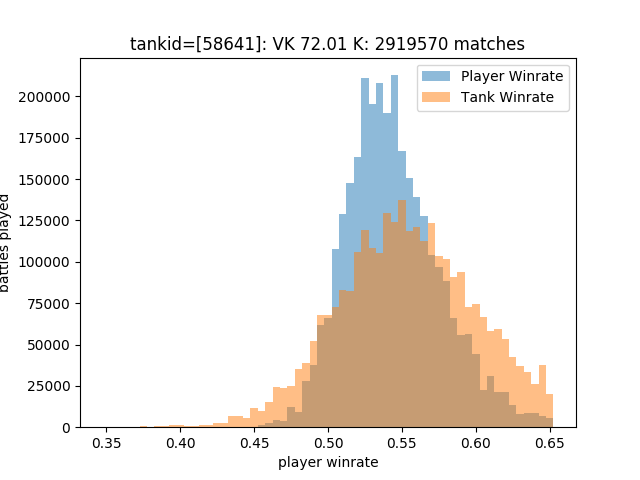 tankid=[58641]: VK 72.01 K: 2919570 matches
Player Winrate
Tank Winrate
200000
175000
150000
125000
100000
75000
50000
25000
0
battles played
0.35 0.40 0.45 0.50 0.55 0.60 0.65
player winrate